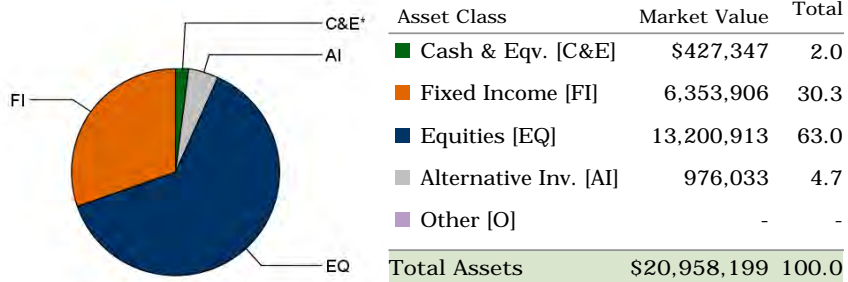 C&E*
AI
FI
EQ
Asset Class Market Value Total
Cash & Eqv. [C&E] $427,347 2.0
Fixed Income [FI] 6,353,906 30.3
Equities [EQ] 13,200,913 63.0
Alternative Inv. [AI] 976,033 4.7
Other [O] - -
Total Assets $20,958,199 100.0